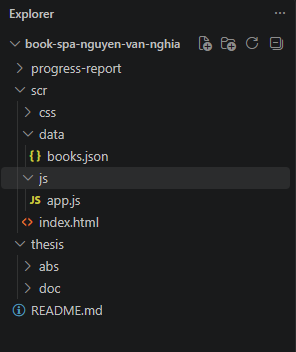 Explorer
book-spa-nguyen-van-nghia
progress-report
scr
css
data
{} books.json
js
JS app.js
<> index.html
thesis
abs
doc
README.md